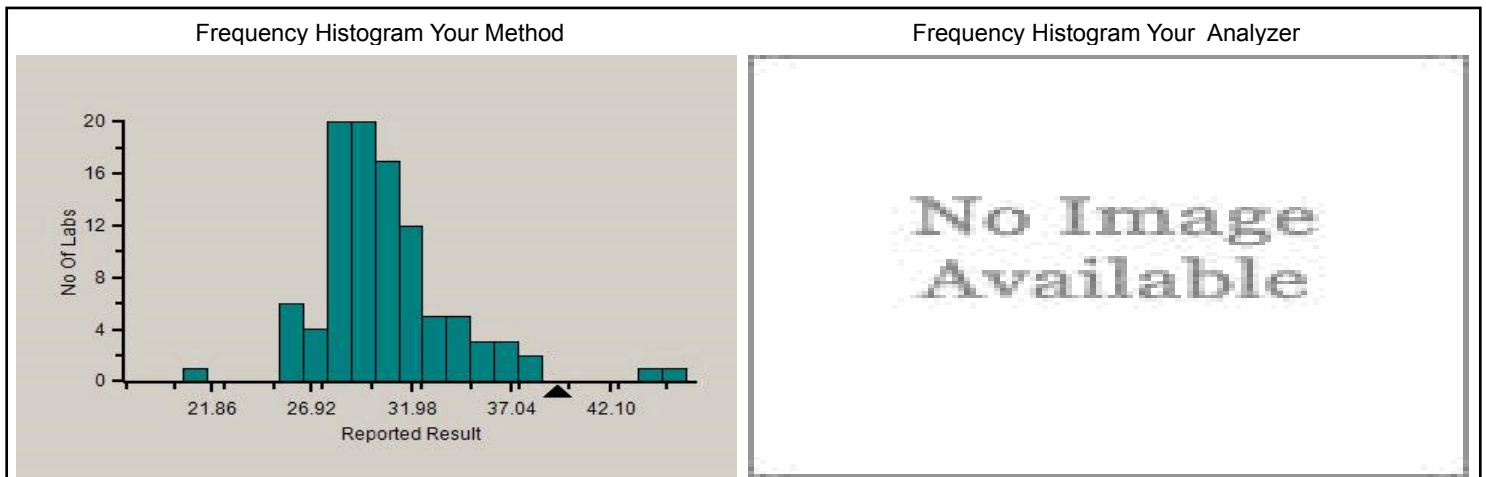 Frequency Histogram Your Method
Frequency Histogram Your Analyzer
20
16
12
8
4
0
No Of Labs
21.86 26.92 31.98 37.04 42.10
Reported Result
No Image
Available